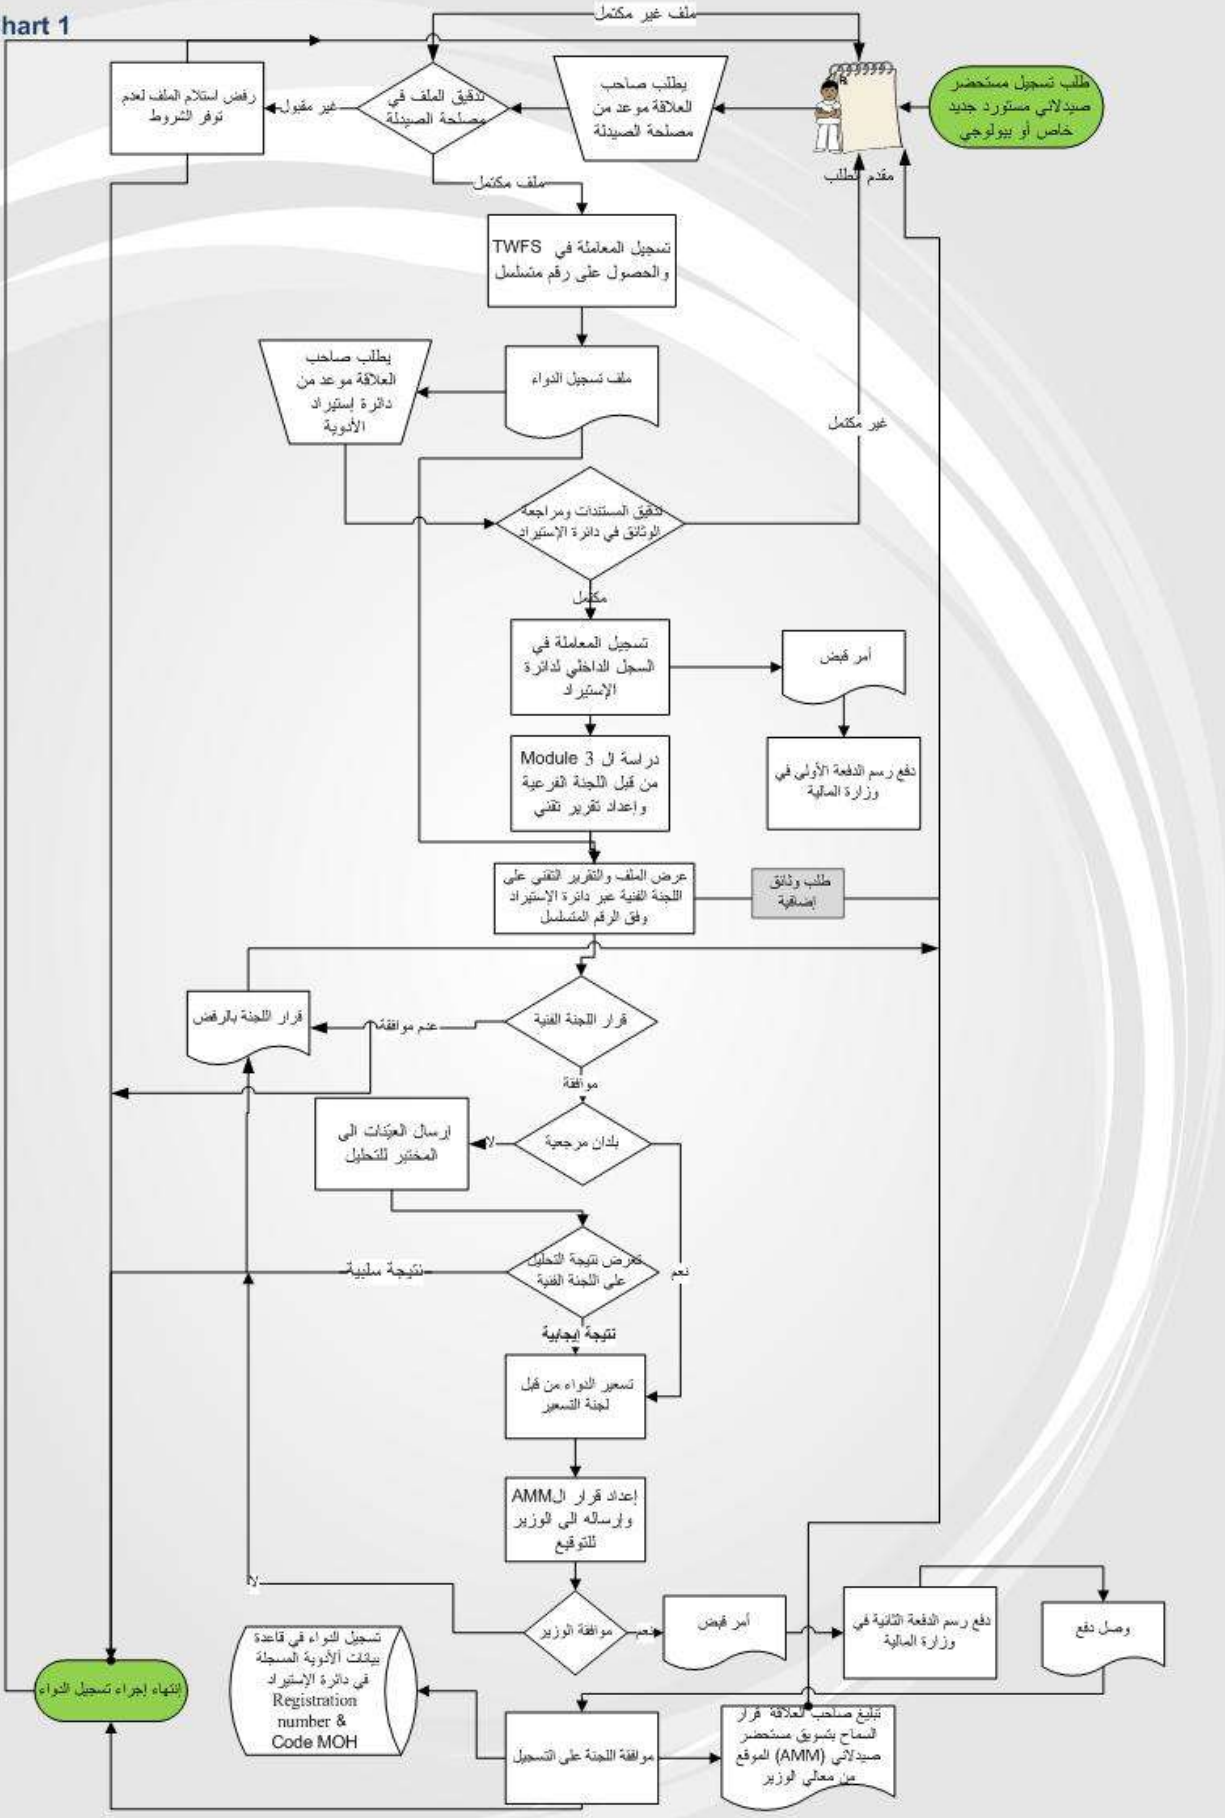 hart 1
ملف غير مكتمل
طلب تسجيل مستحضر
صيدلاني مستورد جديد
خاص أو بيولوجي
مقدم الطلب
يطلب صاحب
العلاقة موعد من
مصلحة الصيدلة
تدقيق الملف في
مصلحة الصيدلة
غير مقبول
رفض استلام الملف لعدم
توفر الشروط
ملف مكتمل
تسجيل المعاملة في TWFS
والحصول على رقم متسلسل
ملف تسجيل الدواء
يطلب صاحب
العلاقة موعد من
دائرة إستيراد
الأدوية
غير مكتمل
تدقيق المستندات ومراجعة
الوثائق في دائرة الإستيراد
مكتمل
تسجيل المعاملة في
السجل الداخلي لدائرة
الإستيراد
أمر قبض
دفع رسم الدفعة الأولى في
وزارة المالية
دراسة ال Module 3
من قبل اللجنة الفرعية
وإعداد تقرير تقني
عرض الملف والتقرير التقني على
اللجنة الفنية عبر دائرة الإستيراد
وفق الرقم المتسلسل
طلب وثائق
إضافية
قرار اللجنة الفنية
عدم موافقة
قرار اللجنة بالرفض
موافقة
بلدان مرجعية
لا
إرسال العيّنات الى
المختبر للتحليل
نعم
تعرض نتيجة التحليل
على اللجنة الفنية
نتيجة سلبية
نتيجة إيجابية
تسعير الدواء من قبل
لجنة التسعير
إعداد قرار الAMM
وإرساله الى الوزير
للتوقيع
لا
موافقة الوزير
نعم
أمر قبض
دفع رسم الدفعة الثانية في
وزارة المالية
وصل دفع
تسجيل الدواء في قاعدة
بيانات الأدوية المسجلة
في دائرة الإستيراد
Registration
number &
Code MOH
إنتهاء إجراء تسجيل الدواء
موافقة اللجنة على التسجيل
تبليغ صاحب العلاقة قرار
السماح بتسويق مستحضر
صيدلاني (AMM) الموقع
من معالي الوزير